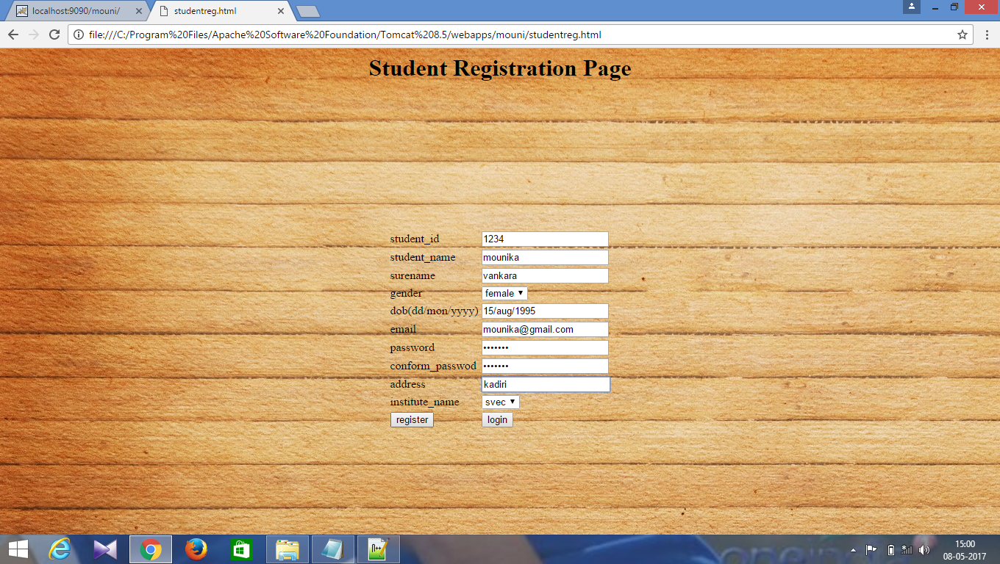 localhost:9090/mouni/
studentreg.html
file:///C:/Program%20Files/Apache%20Software%20Foundation/Tomcat%208.5/webapps/mouni/studentreg.html
Student Registration Page
student_id 1234
student_name mounika
surename vankara
gender female
dob(dd/mon/yyyy) 15/aug/1995
email mounika@gmail.com
password •••••••
conform_passwod •••••••
address kadiri
institute_name svec
register login
15:00
08-05-2017